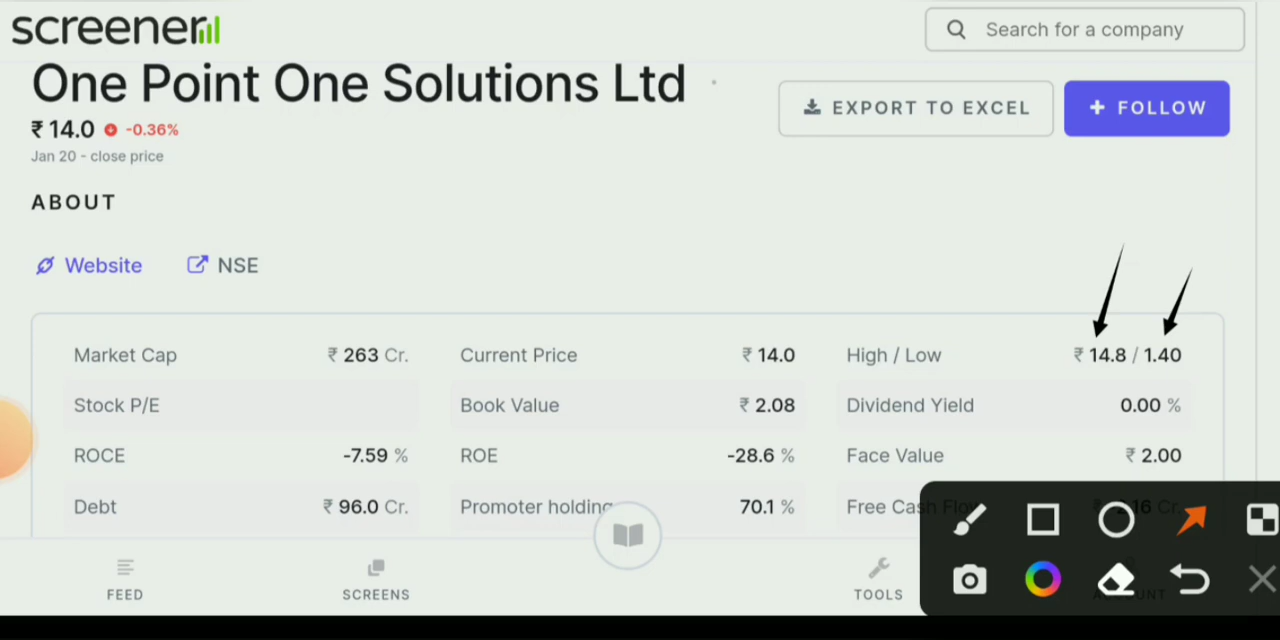 screener
Search for a company
One Point One Solutions Ltd
EXPORT TO EXCEL
+ FOLLOW
₹ 14.0 -0.36%
Jan 20 - close price
ABOUT
Website NSE
Market Cap ₹ 263 Cr. Current Price ₹ 14.0 High / Low ₹ 14.8 / 1.40
Stock P/E Book Value ₹ 2.08 Dividend Yield 0.00 %
ROCE -7.59 % ROE -28.6 % Face Value ₹ 2.00
Debt ₹ 96.0 Cr. Promoter holding 70.1 % Free Cash Flow
FEED SCREENS TOOLS